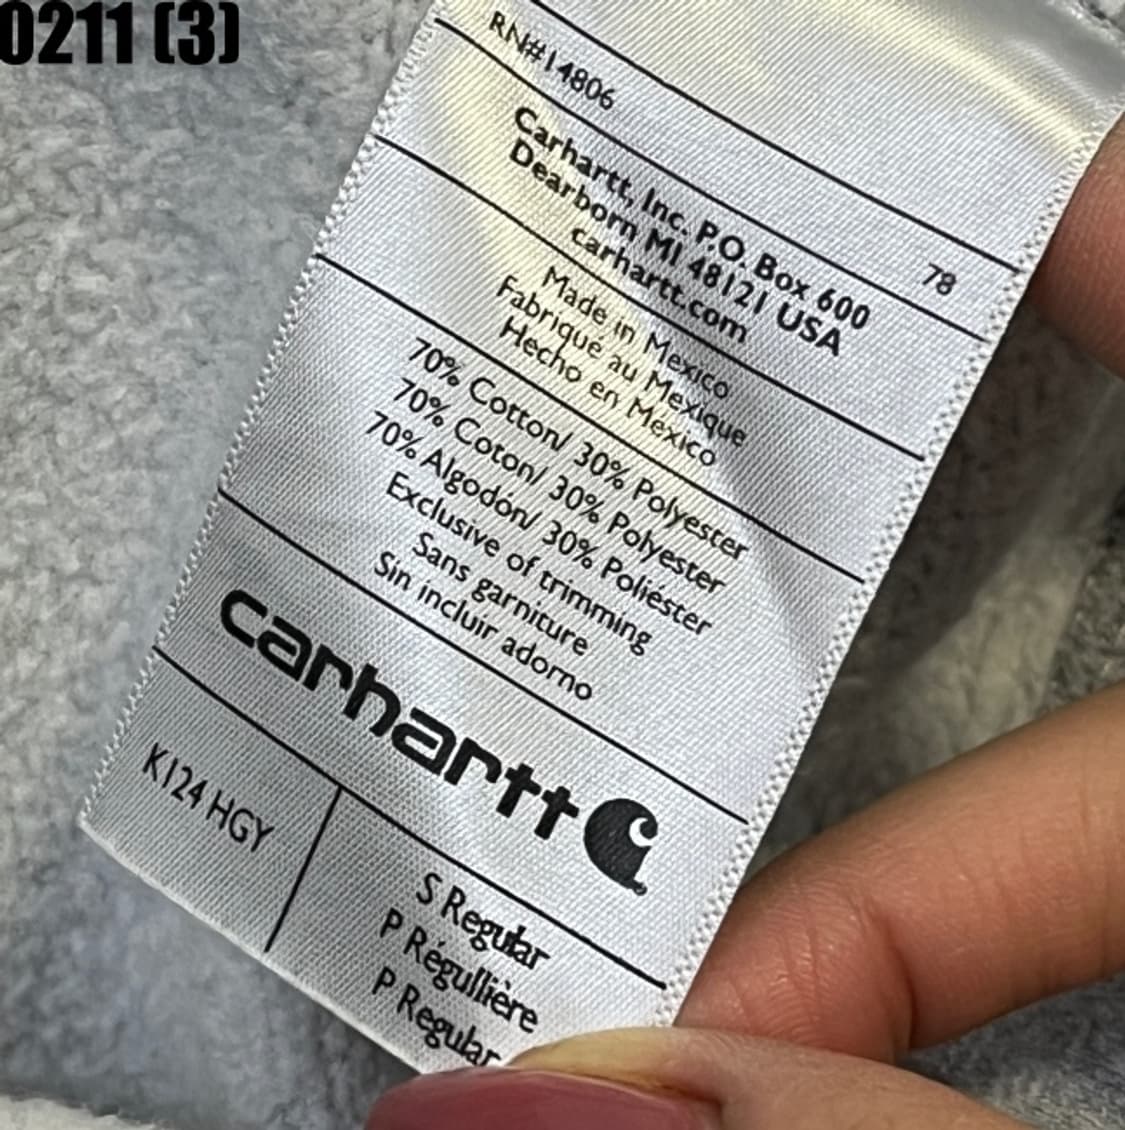 0211 (3)
RN#14806
78
Carhartt, Inc. P.O. Box 600
Dearborn MI 48121 USA
carhartt.com
Made in Mexico
Fabriqué au Mexique
Hecho en México
70% Cotton/ 30% Polyester
70% Coton/ 30% Polyester
70% Algodón/ 30% Poliéster
Exclusive of trimming
Sans garniture
Sin incluir adorno
carhartt
K124 HGY
S Regular
P Régullière
P Regular